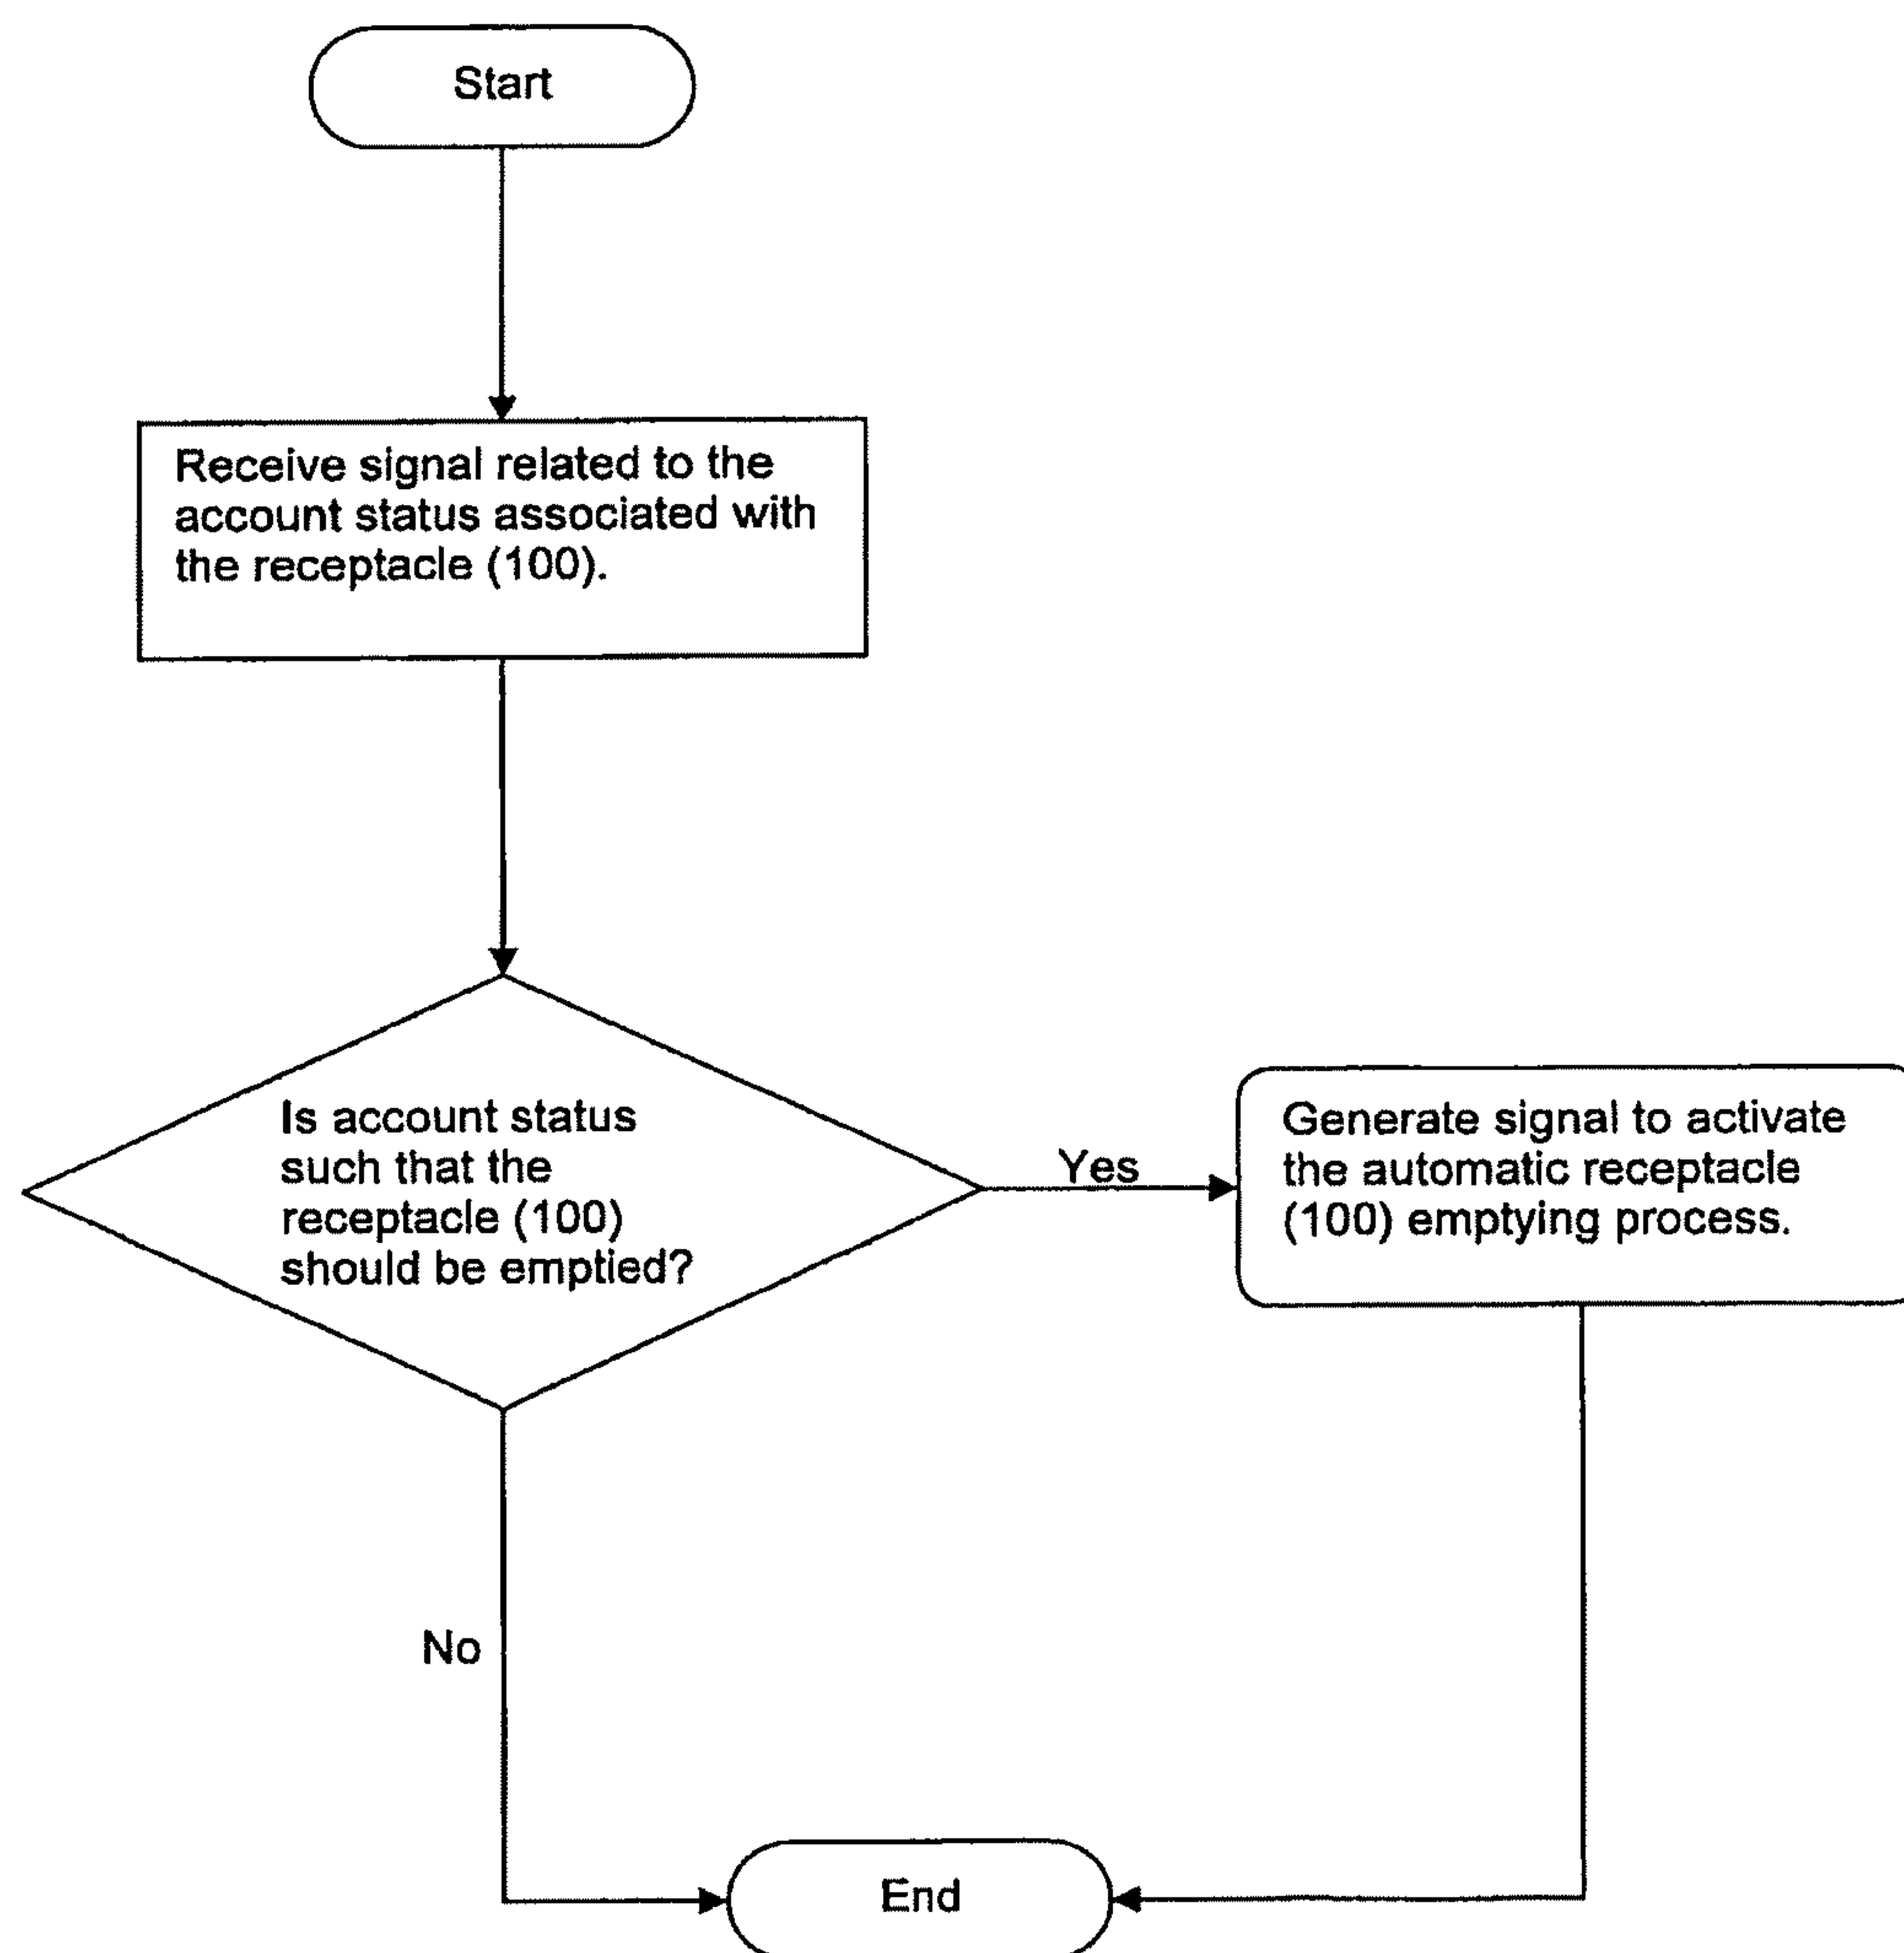 Start
Receive signal related to the
account status associated with
the receptacle (100).
Is account status
such that the
receptacle (100)
should be emptied?
Yes
Generate signal to activate
the automatic receptacle
(100) emptying process.
No
End